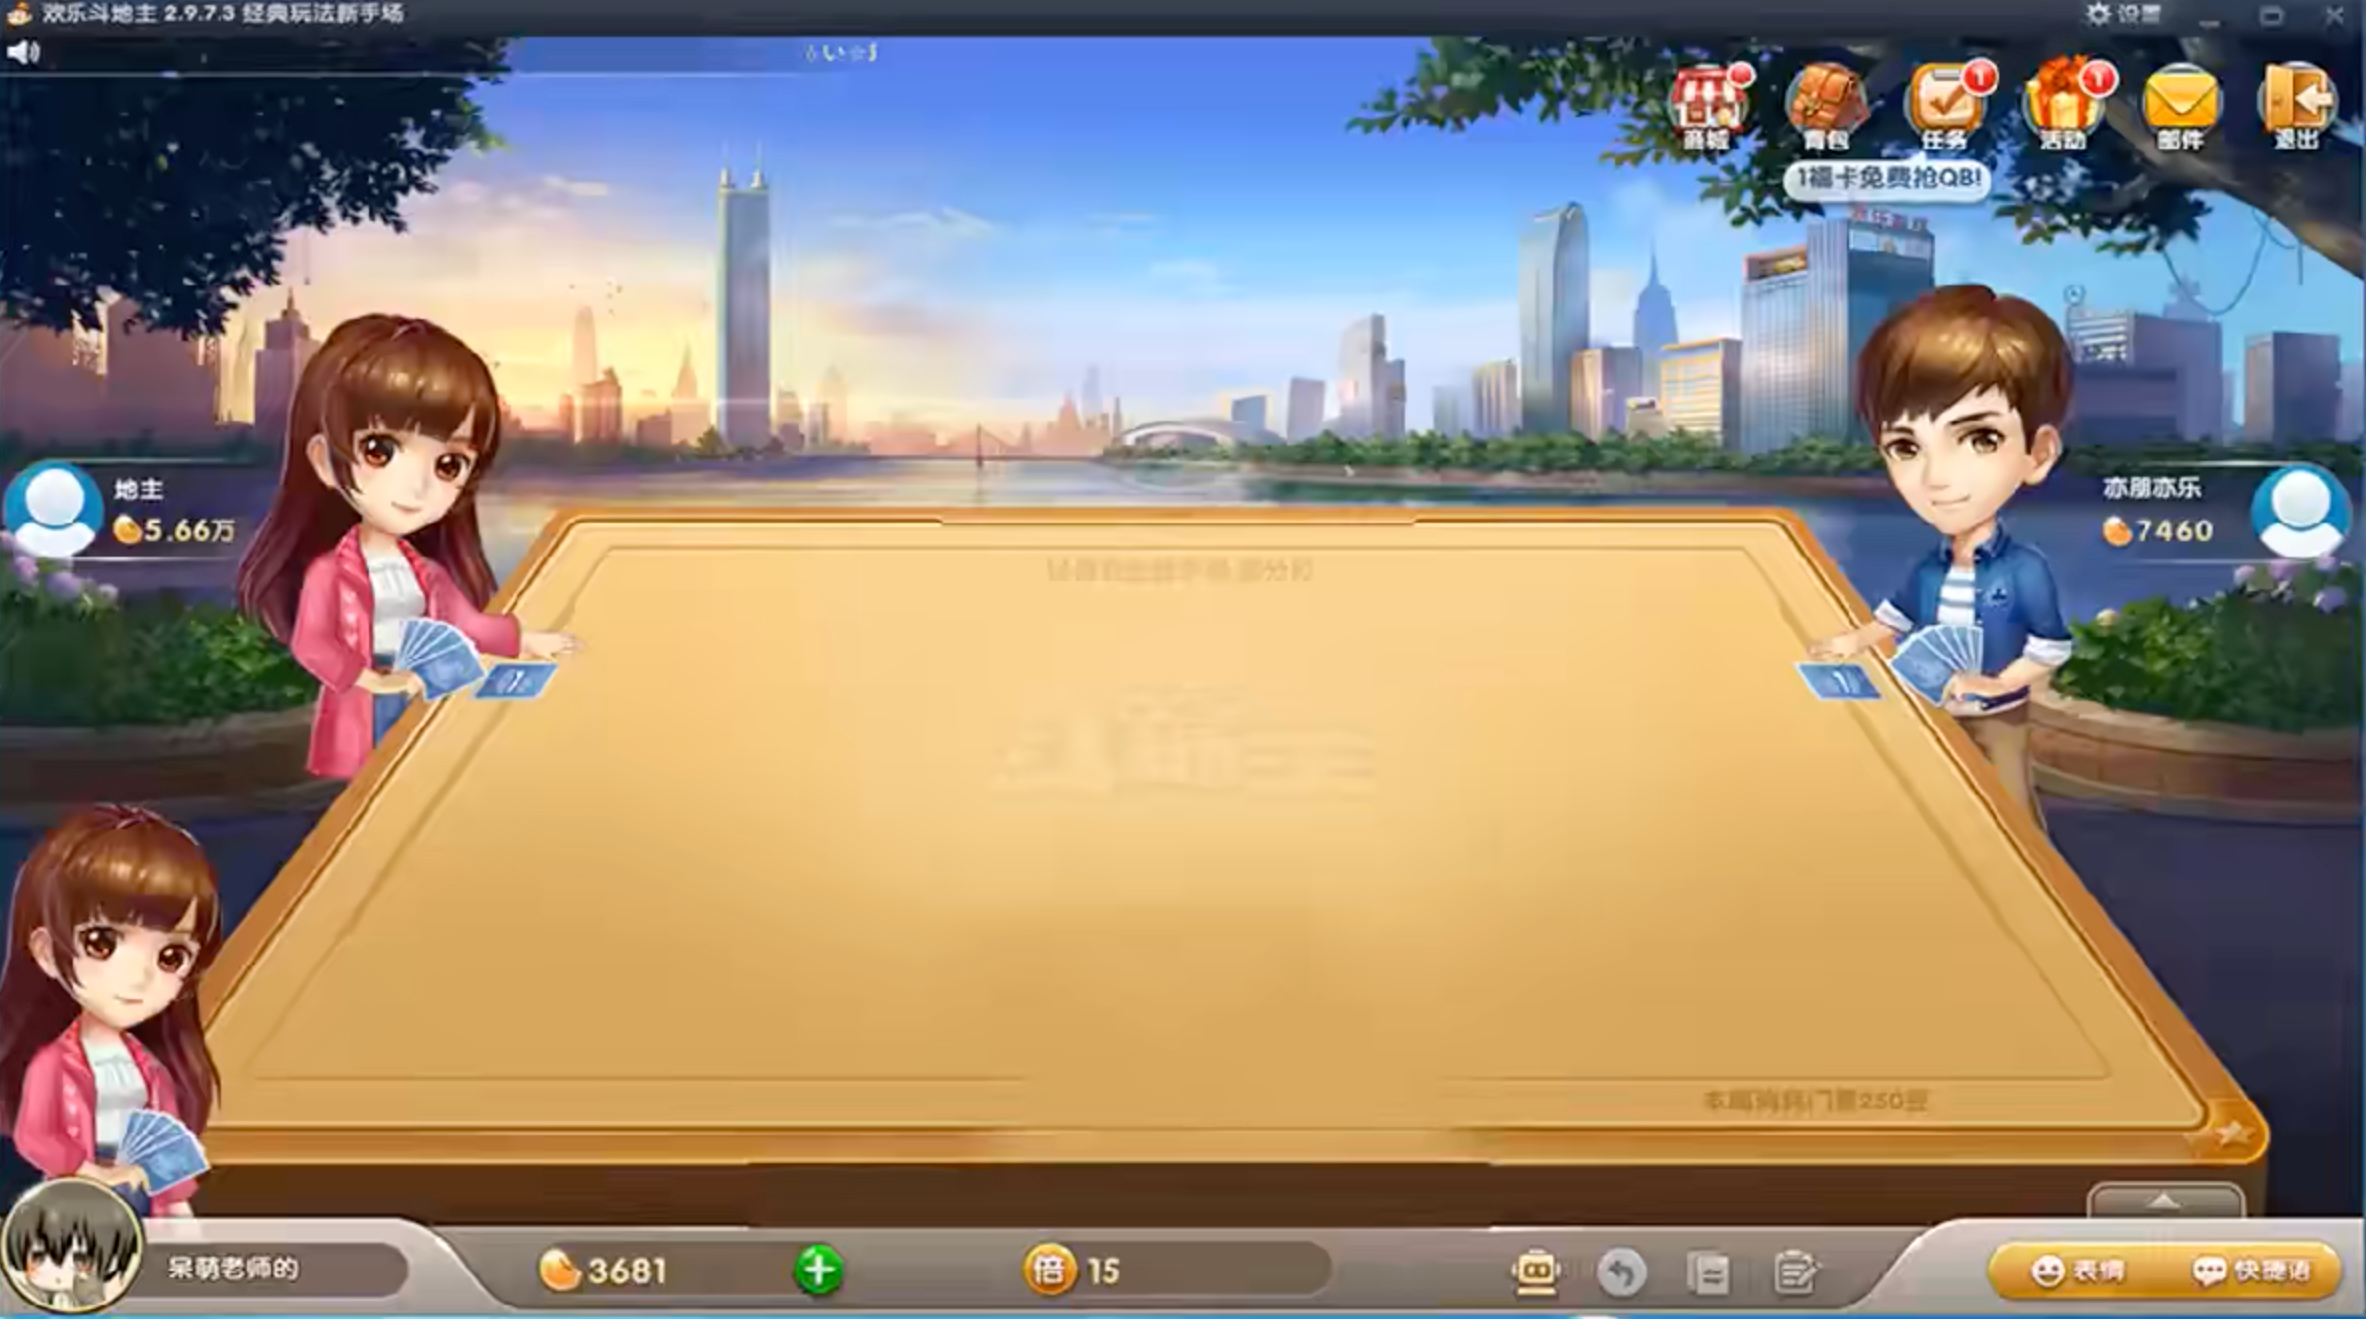 欢乐斗地主 2.9.7.3 经典玩法新手场
设置
商城
背包
任务
1
活动
1
邮件
退出
1福卡免费抢QB!
地主
5.66万
亦朋亦乐
7460
呆萌老师的
3681
倍 15
表情
快捷语